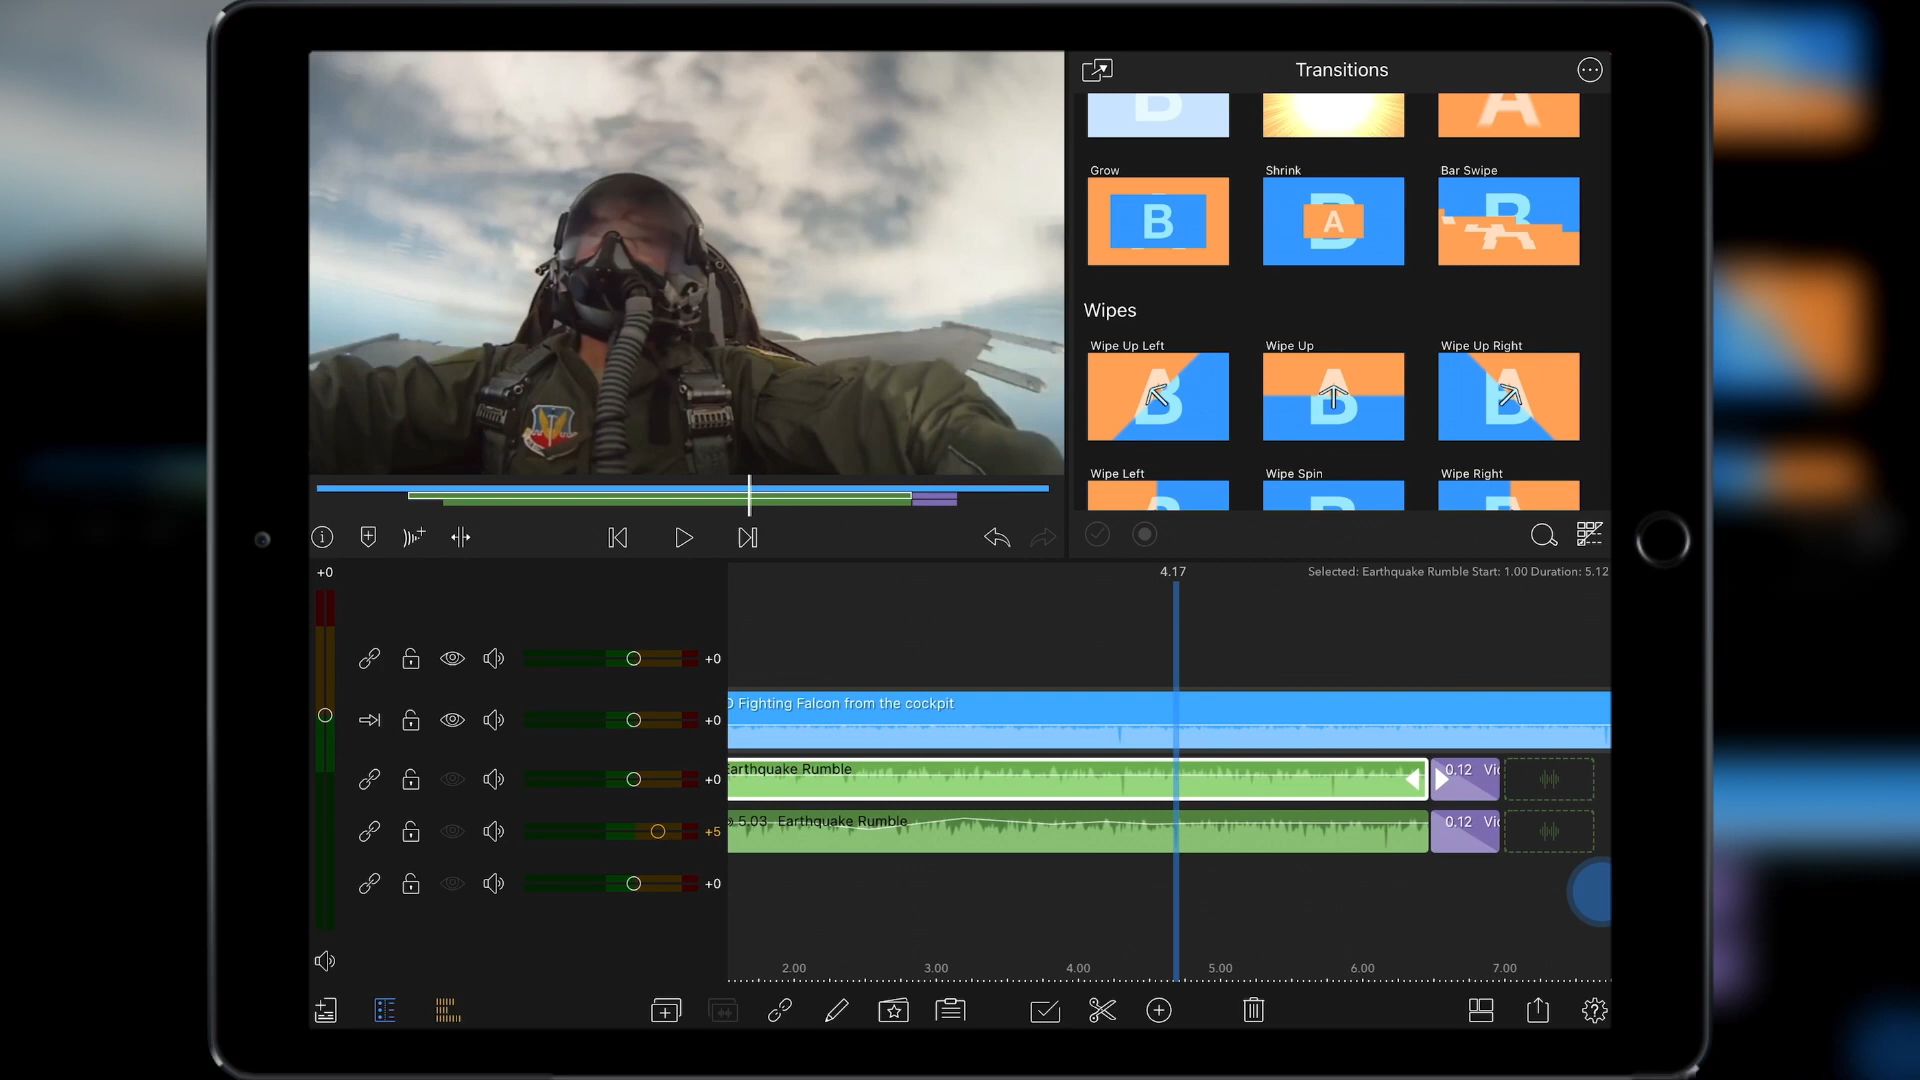 Transitions
B
A
Grow
Shrink
Bar Swipe
B
B
A
B
A
Wipes
Wipe Up Left
Wipe Up
Wipe Up Right
A
B
A
B
A
B
Wipe Left
Wipe Spin
Wipe Right
+0
4.17
Selected: Earthquake Rumble Start: 1.00 Duration: 5.12
+0
Fighting Falcon from the cockpit
+0
Earthquake Rumble
0.12
+0
5.03 Earthquake Rumble
0.12
+5
+0
2.00 3.00 4.00 5.00 6.00 7.00